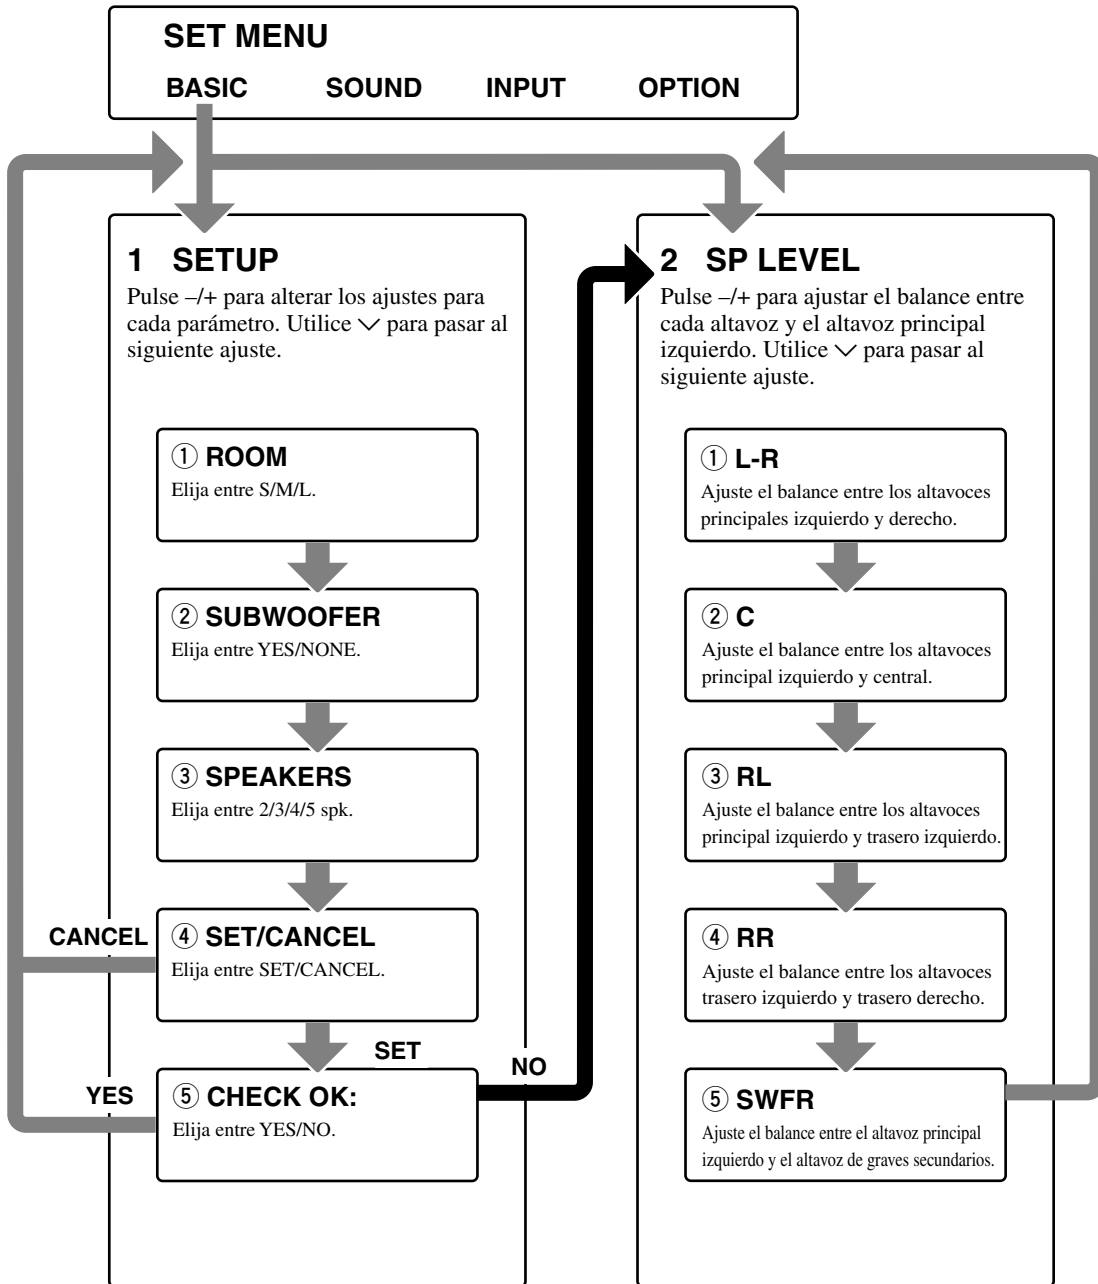 SET MENU
BASIC SOUND INPUT OPTION
1 SETUP
Pulse –/+ para alterar los ajustes para
cada parámetro. Utilice ∨ para pasar al
siguiente ajuste.
① ROOM
Elija entre S/M/L.
② SUBWOOFER
Elija entre YES/NONE.
③ SPEAKERS
Elija entre 2/3/4/5 spk.
CANCEL
④ SET/CANCEL
Elija entre SET/CANCEL.
SET
NO
YES
⑤ CHECK OK:
Elija entre YES/NO.
2 SP LEVEL
Pulse –/+ para ajustar el balance entre
cada altavoz y el altavoz principal
izquierdo. Utilice ∨ para pasar al
siguiente ajuste.
① L-R
Ajuste el balance entre los altavoces
principales izquierdo y derecho.
② C
Ajuste el balance entre los altavoces
principal izquierdo y central.
③ RL
Ajuste el balance entre los altavoces
principal izquierdo y trasero izquierdo.
④ RR
Ajuste el balance entre los altavoces
trasero izquierdo y trasero derecho.
⑤ SWFR
Ajuste el balance entre el altavoz principal
izquierdo y el altavoz de graves secundarios.